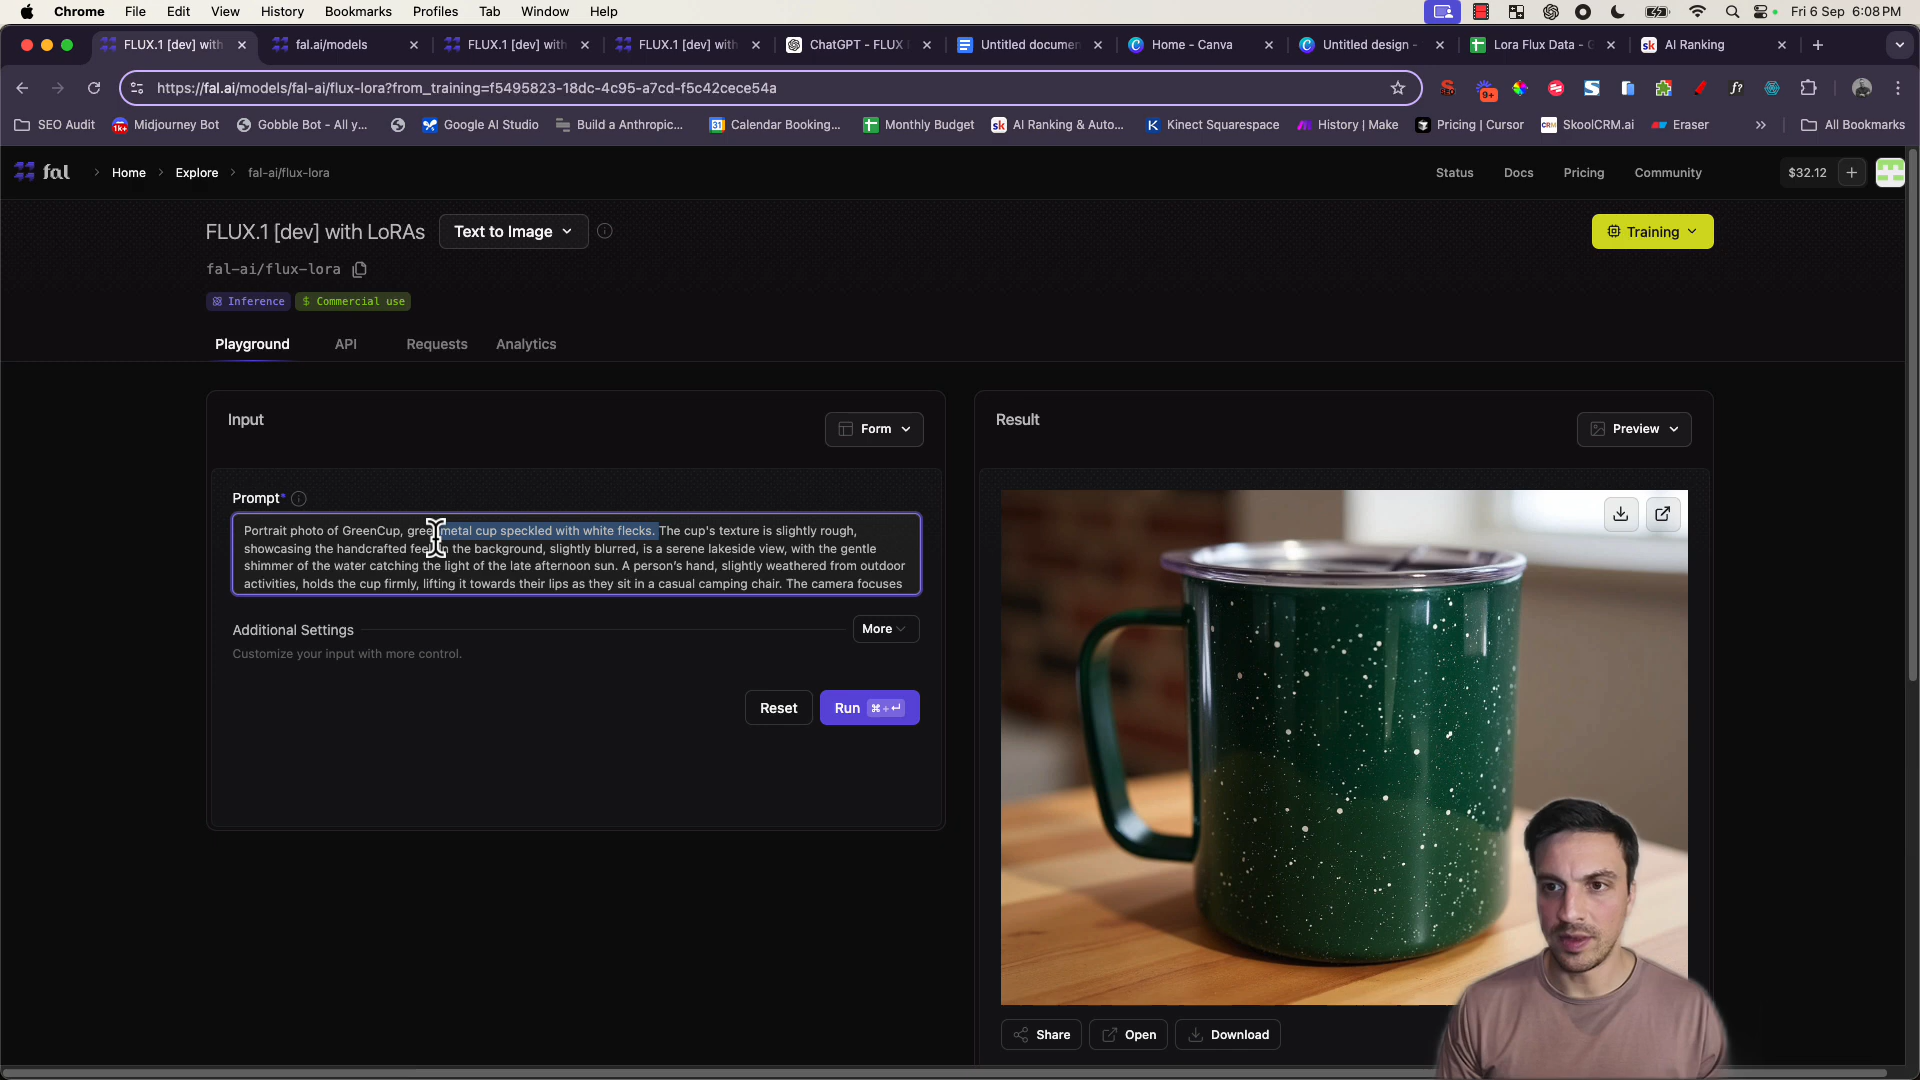 Chrome File Edit View History Bookmarks Profiles Tab Window Help Fri 6 Sep 6:08 PM
FLUX.1 [dev] with fal.ai/models FLUX.1 [dev] with FLUX.1 [dev] with ChatGPT - FLUX Untitled documen Home - Canva Untitled design - Lora Flux Data - G AI Ranking
https://fal.ai/models/fal-ai/flux-lora?from_training=f5495823-18dc-4c95-a7cd-f5c42cece54a 9+ f?
SEO Audit 1k+ Midjourney Bot Gobble Bot - All y... Google AI Studio Build a Anthropic... 31 Calendar Booking... Monthly Budget sk AI Ranking & Auto... Kinect Squarespace History | Make Pricing | Cursor CRM SkoolCRM.ai Eraser » All Bookmarks
fal Home Explore fal-ai/flux-lora Status Docs Pricing Community $32.12 +
FLUX.1 [dev] with LoRAs Text to Image Training
fal-ai/flux-lora
Inference $ Commercial use
Playground API Requests Analytics
Input Form
Result Preview
Prompt*
Portrait photo of GreenCup, gree metal cup speckled with white flecks. The cup's texture is slightly rough,
showcasing the handcrafted fee the background, slightly blurred, is a serene lakeside view, with the gentle
shimmer of the water catching the light of the late afternoon sun. A person's hand, slightly weathered from outdoor
activities, holds the cup firmly, lifting it towards their lips as they sit in a casual camping chair. The camera focuses
Additional Settings More
Customize your input with more control.
Reset Run ⌘+↵
Share Open Download